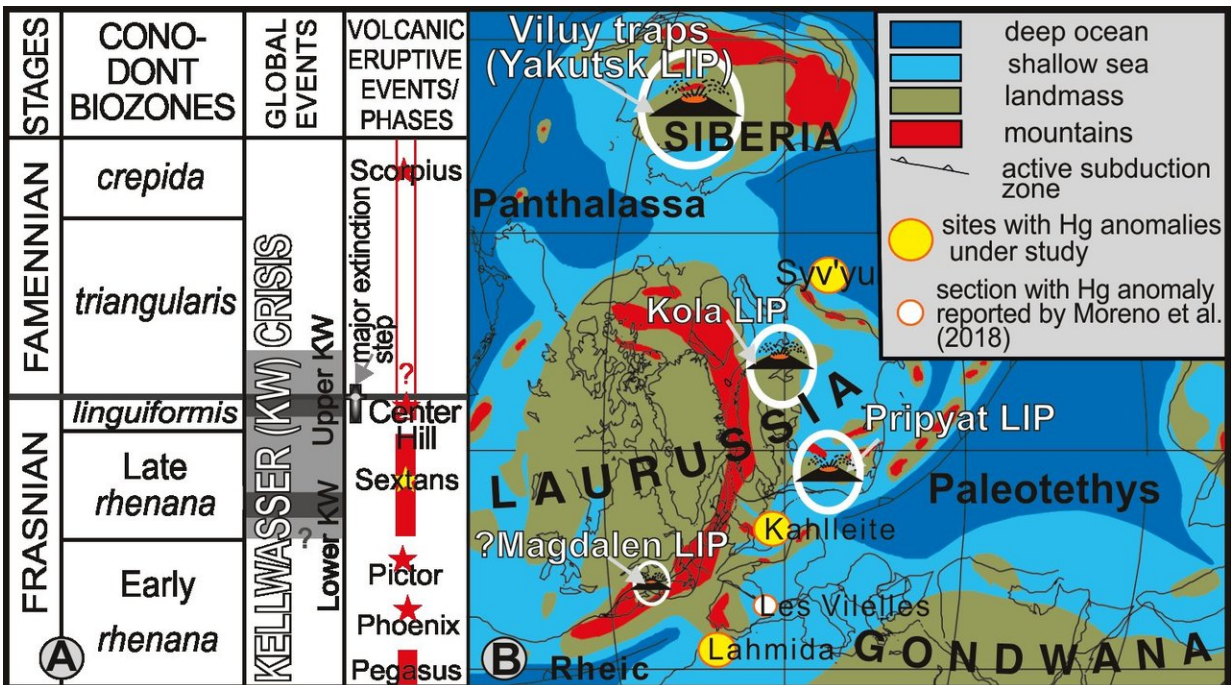 STAGES
CONO-
DONT
BIOZONES
GLOBAL
EVENTS
VOLCANIC
ERUPTIVE
EVENTS/
PHASES
FAMENNIAN
FRASNIAN
crepida
triangularis
linguiformis
Late
rhenana
Early
rhenana
KELLWASSER (KW) CRISIS
Upper KW
Lower KW
?
major extinction
step
Scorpius
?
Center
Hill
Sextans
Pictor
Phoenix
Pegasus
A
Viluy traps
(Yakutsk LIP)
SIBERIA
Panthalassa
Syv'yu
Kola LIP
LAURUSSIA
Pripyat LIP
Paleotethys
Kahlleite
?Magdalen LIP
Les Vilelles
Lahmida
GONDWANA
Rheic
B
deep ocean
shallow sea
landmass
mountains
active subduction
zone
sites with Hg anomalies
under study
section with Hg anomaly
reported by Moreno et al.
(2018)